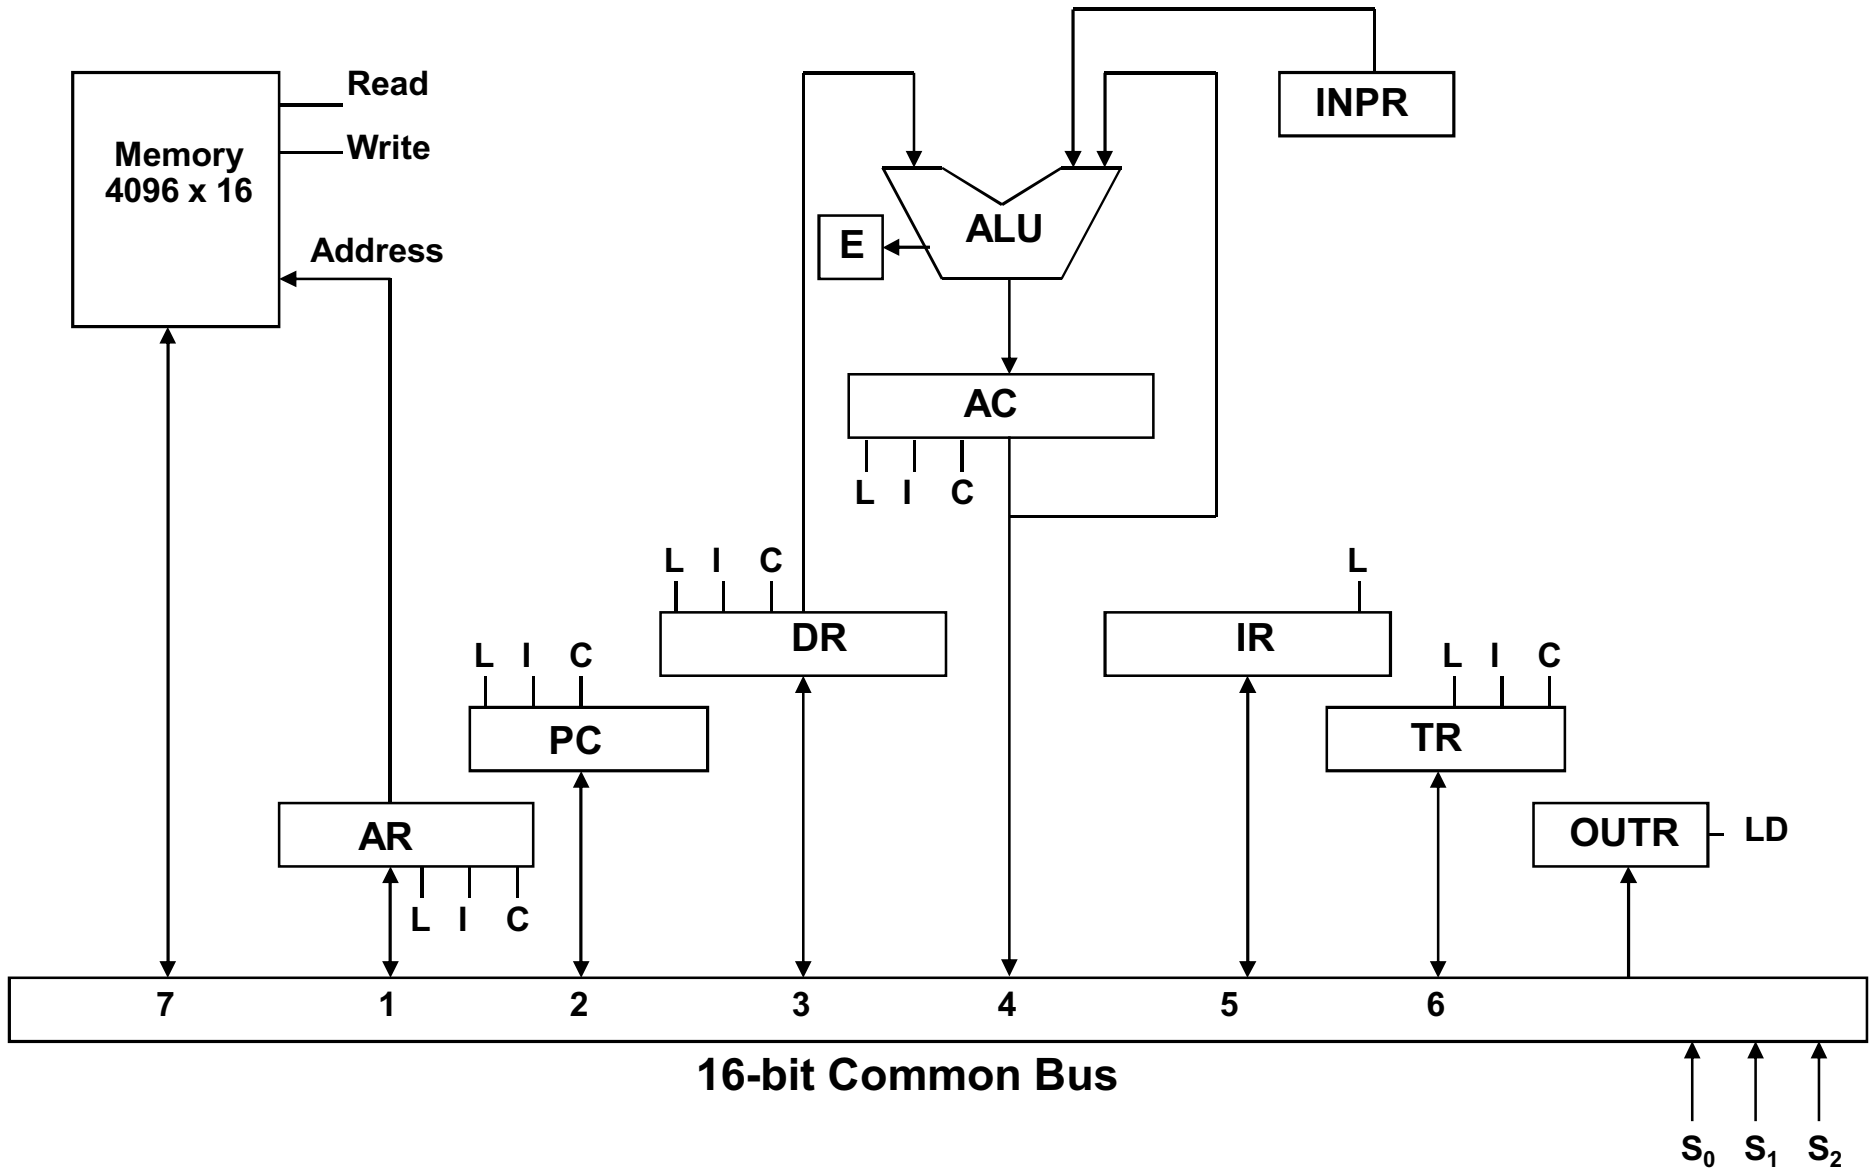 Read
INPR
Memory
4096 x 16
Write
ALU
E
Address
AC
L I C
L I C
L
DR
IR
L I C
L I C
PC
TR
AR
OUTR
LD
L I C
7 1 2 3 4 5 6
16-bit Common Bus
S₀ S₁ S₂